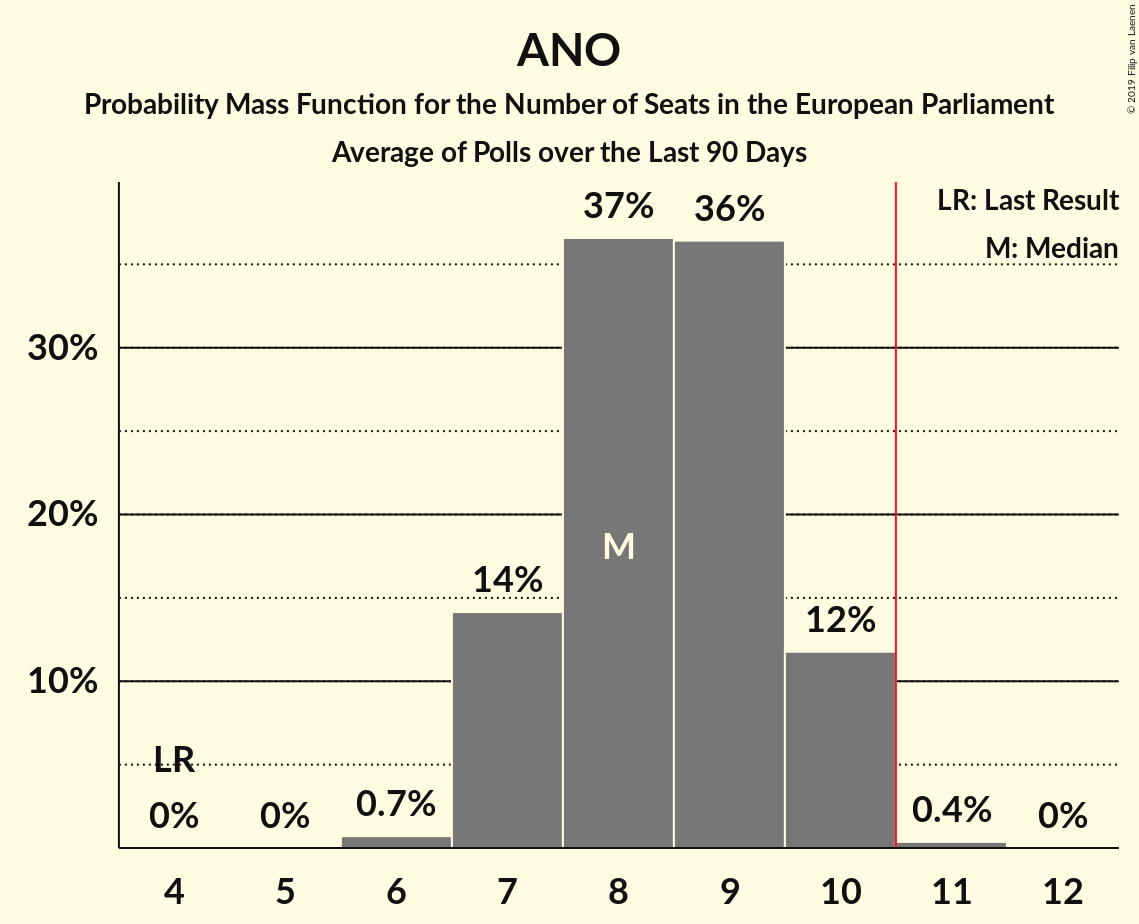 ANO
Probability Mass Function for the Number of Seats in the European Parliament
Average of Polls over the Last 90 Days
© 2019 Filip van Laenen
LR: Last Result
M: Median
37%
36%
30%
20%
M
14%
12%
10%
LR
0%
0%
0.7%
0.4%
0%
4 5 6 7 8 9 10 11 12